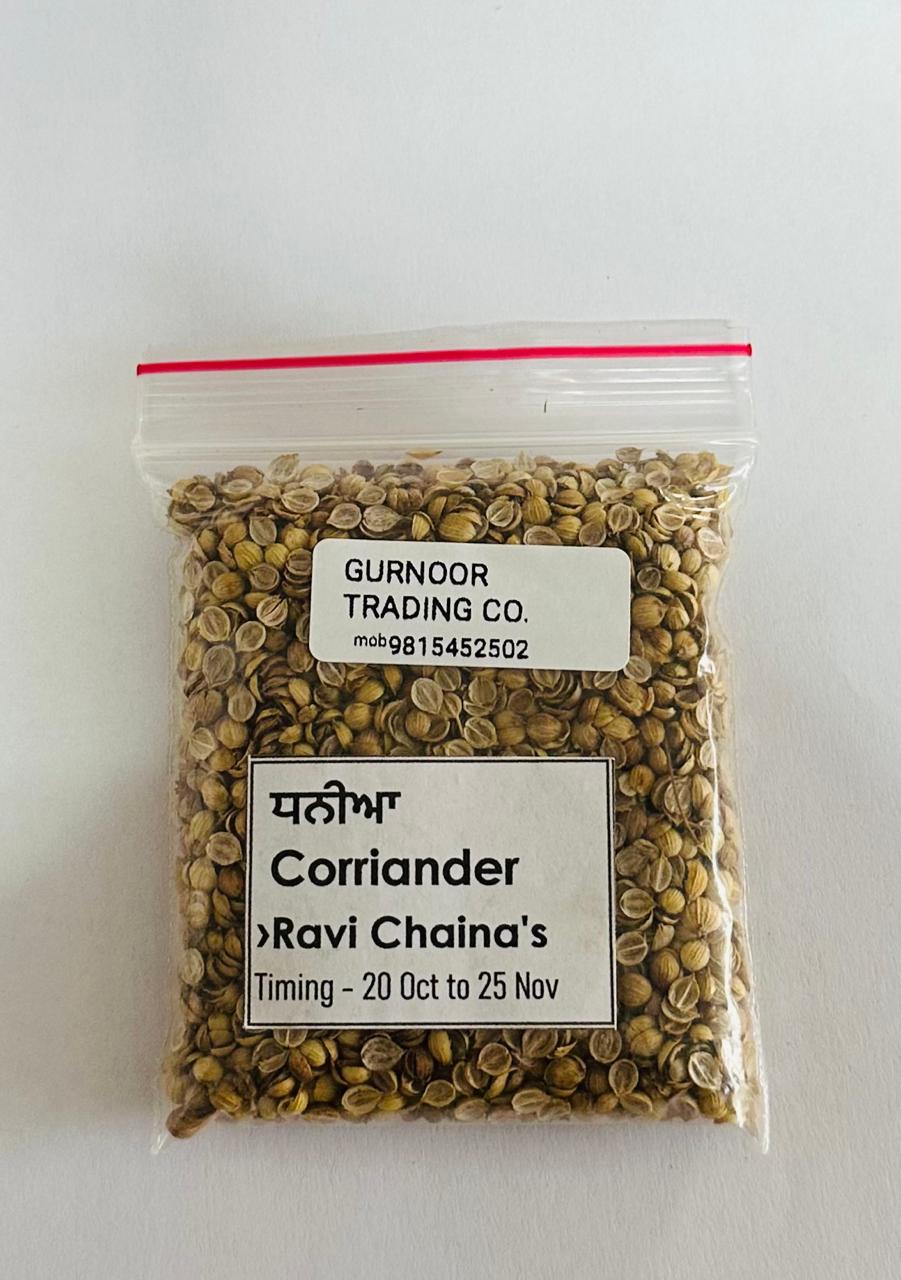 GURNOOR
TRADING CO.
mob9815452502
ਧਨੀਆ
Corriander
›Ravi Chaina's
Timing - 20 Oct to 25 Nov